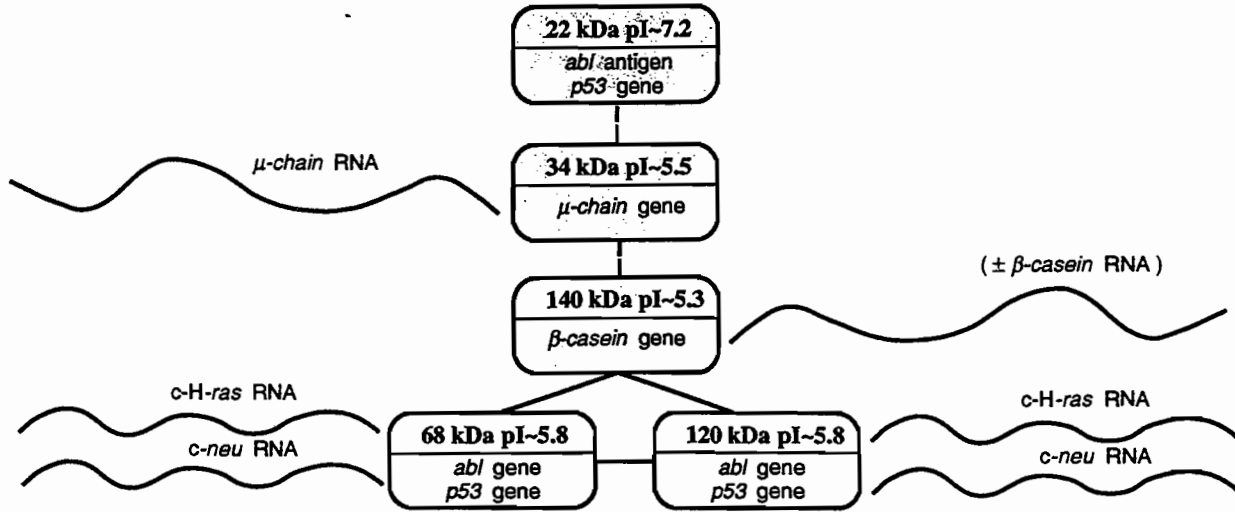 22 kDa pI~7.2
abl antigen
p53 gene
μ-chain RNA
34 kDa pI~5.5
μ-chain gene
(± β-casein RNA)
140 kDa pI~5.3
β-casein gene
c-H-ras RNA
c-neu RNA
68 kDa pI~5.8
abl gene
p53 gene
120 kDa pI~5.8
abl gene
p53 gene
c-H-ras RNA
c-neu RNA